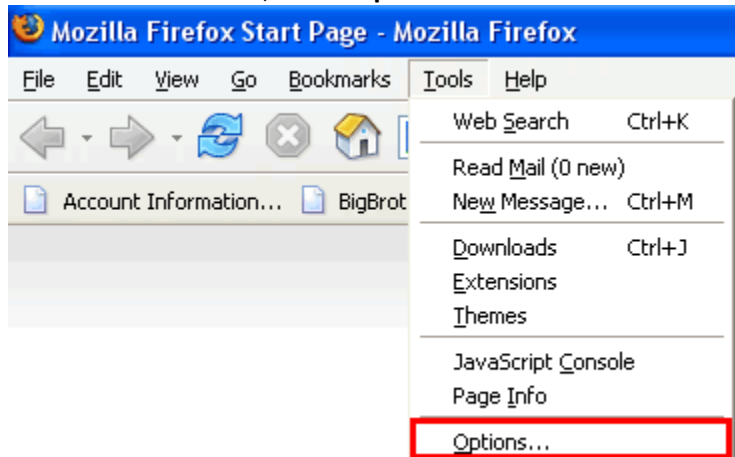 Mozilla Firefox Start Page - Mozilla Firefox
File Edit View Go Bookmarks Tools Help
Web Search Ctrl+K
Read Mail (0 new)
Account Information... BigBrot
New Message... Ctrl+M
Downloads Ctrl+J
Extensions
Themes
JavaScript Console
Page Info
Options...